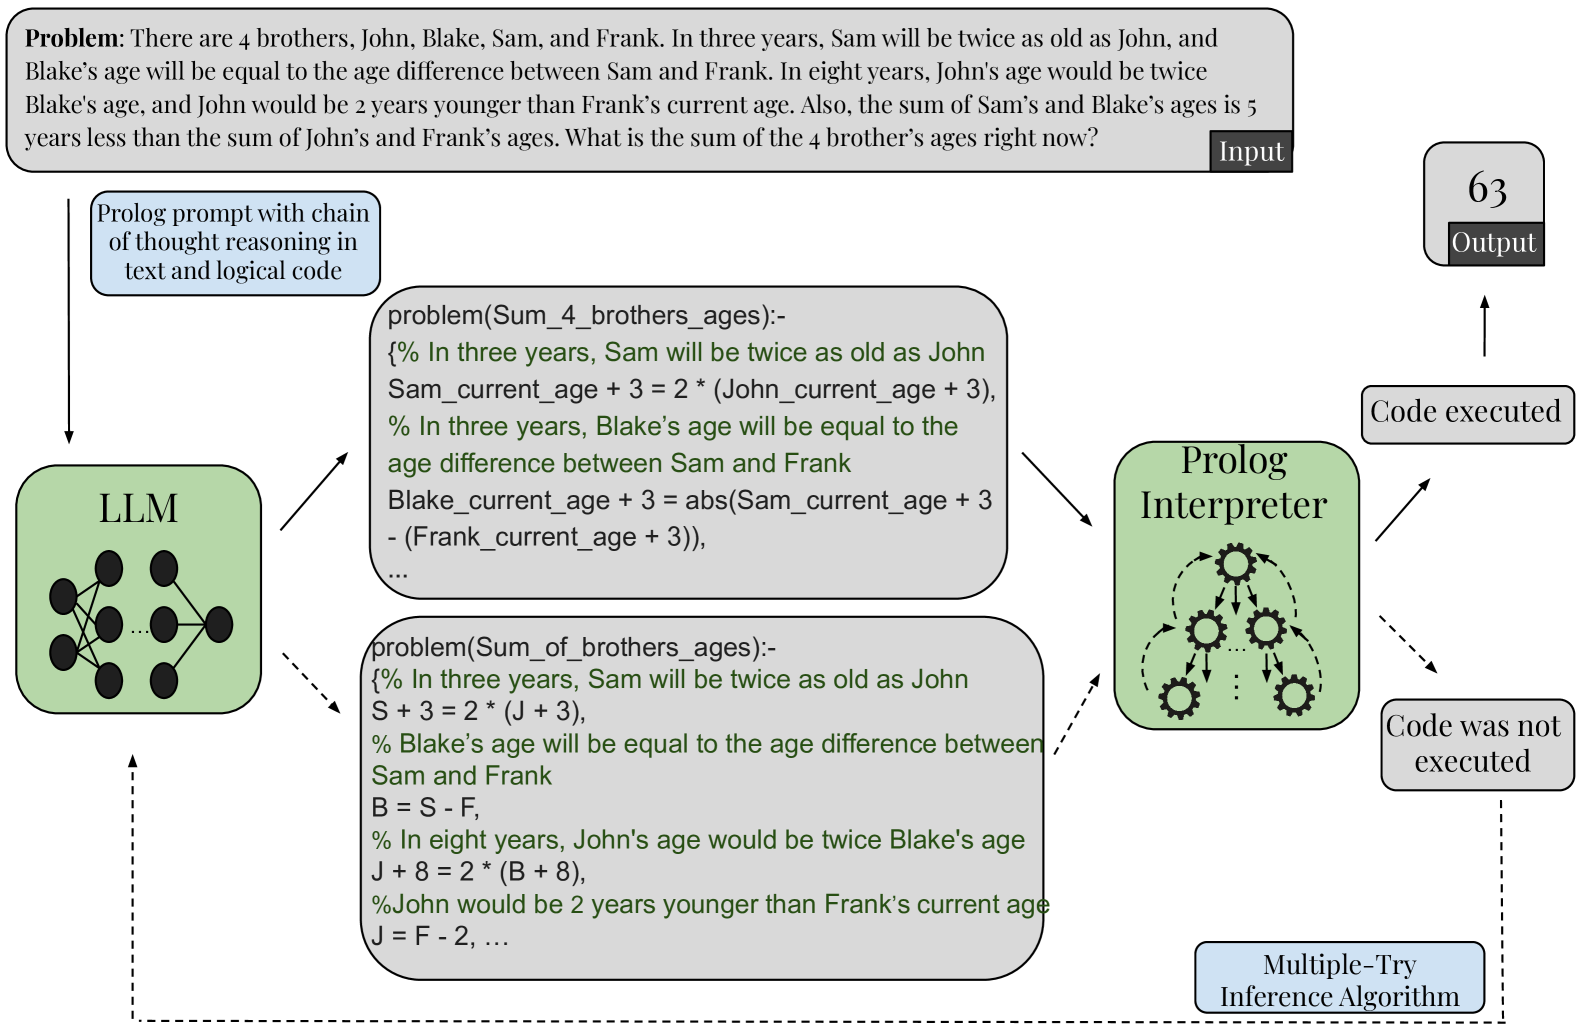 Problem: There are 4 brothers, John, Blake, Sam, and Frank. In three years, Sam will be twice as old as John, and
Blake’s age will be equal to the age difference between Sam and Frank. In eight years, John's age would be twice
Blake's age, and John would be 2 years younger than Frank’s current age. Also, the sum of Sam’s and Blake’s ages is 5
years less than the sum of John’s and Frank’s ages. What is the sum of the 4 brother’s ages right now?
Input
Prolog prompt with chain
of thought reasoning in
text and logical code
LLM
...
problem(Sum_4_brothers_ages):-
{% In three years, Sam will be twice as old as John
Sam_current_age + 3 = 2 * (John_current_age + 3),
% In three years, Blake’s age will be equal to the
age difference between Sam and Frank
Blake_current_age + 3 = abs(Sam_current_age + 3
- (Frank_current_age + 3)),
...
problem(Sum_of_brothers_ages):-
{% In three years, Sam will be twice as old as John
S + 3 = 2 * (J + 3),
% Blake’s age will be equal to the age difference between
Sam and Frank
B = S - F,
% In eight years, John's age would be twice Blake's age
J + 8 = 2 * (B + 8),
%John would be 2 years younger than Frank’s current age
J = F - 2, …
Prolog
Interpreter
...
Code executed
63
Output
Code was not
executed
Multiple-Try
Inference Algorithm